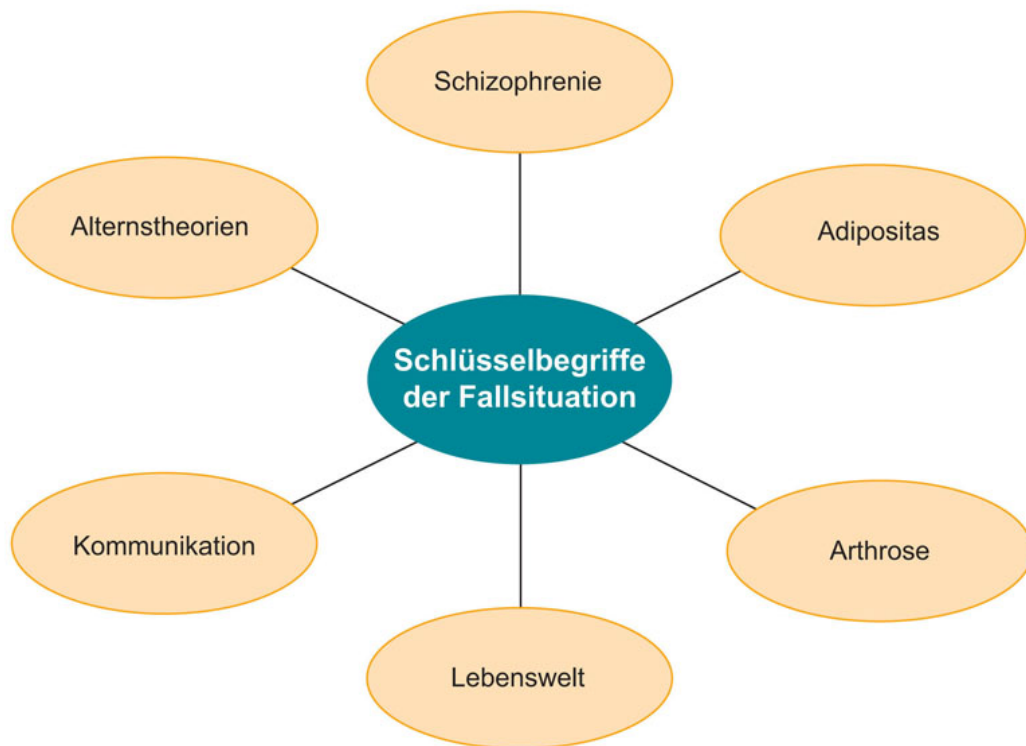 Schizophrenie
Alternstheorien
Adipositas
Schlüsselbegriffe
der Fallsituation
Kommunikation
Arthrose
Lebenswelt